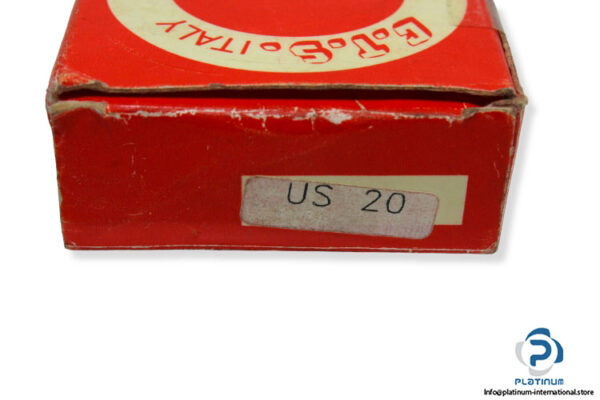 C.T.S. ITALY
US 20
PLATINUM
Info@platinum-international.store